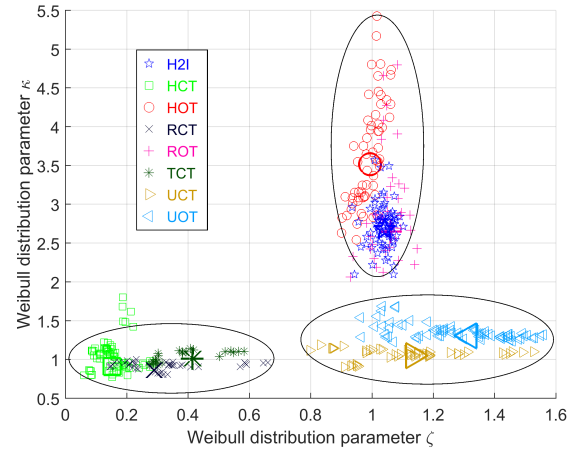 5.5
5
4.5
4
3.5
3
2.5
2
1.5
1
0.5
Weibull distribution parameter κ
H2I
HCT
HOT
RCT
ROT
TCT
UCT
UOT
0 0.2 0.4 0.6 0.8 1 1.2 1.4 1.6
Weibull distribution parameter ζ